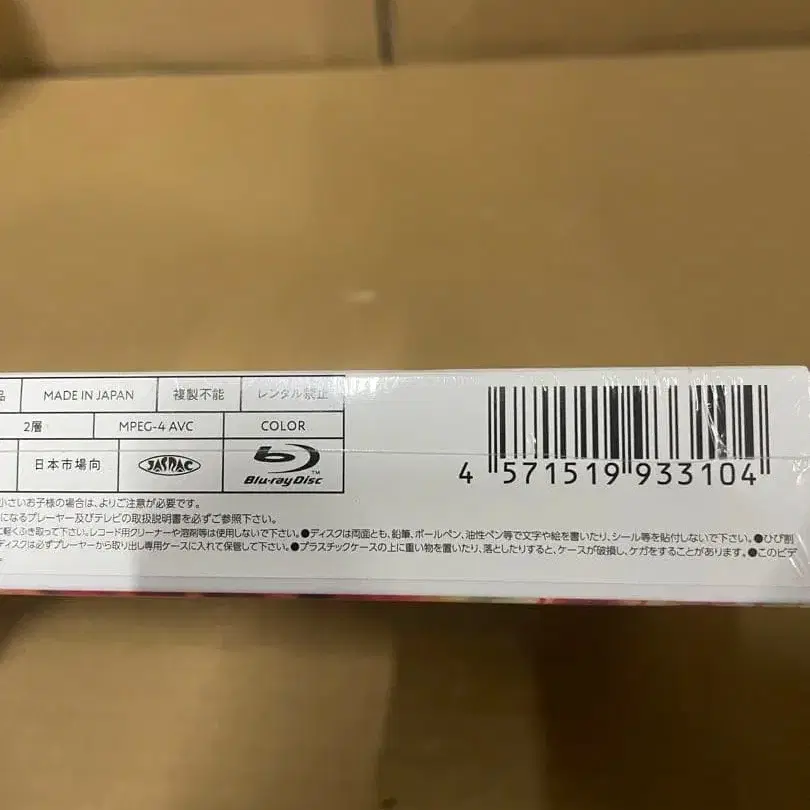 品 MADE IN JAPAN 複製不能 レンタル禁止
2層 MPEG-4 AVC COLOR
日本市場向 JASRAC Blu-ray Disc TM
4 571519 933104
小さいお子様の場合は、よりご注意が必要です。
になるプレーヤー及びテレビの取扱説明書を必ずご参照下さい。
軽くふき取って下さい。レコード用クリーナーや溶剤等は使用しないで下さい。●ディスクは両面とも、鉛筆、ボールペン、油性ペン等で文字や絵を書いたり、シール等を貼付しないで下さい。●ひび割
ディスクは必ずプレーヤーから取り出し専用ケースに入れて保管して下さい。●プラスチックケースの上に重い物を置いたり、落としたりすると、ケースが破損し、ケガをすることがあります。●このビデ